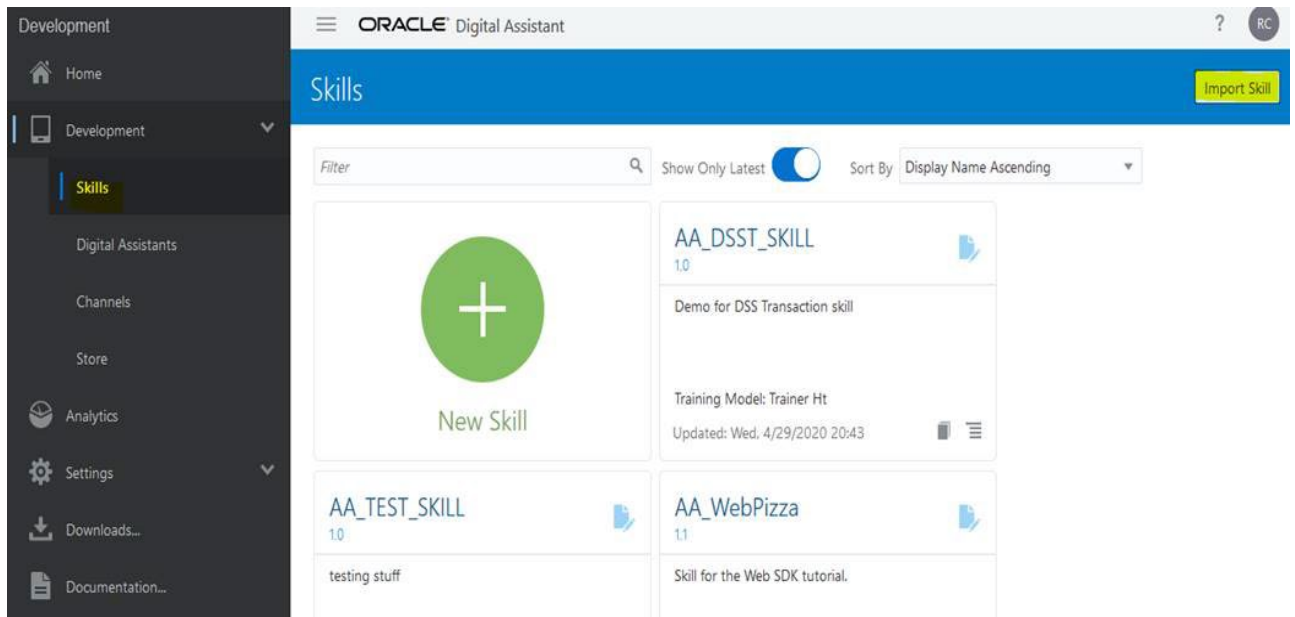 Development
Home
Development
Skills
Digital Assistants
Channels
Store
Analytics
Settings
Downloads...
Documentation...
ORACLE Digital Assistant
?
RC
Skills
Import Skill
Filter
Show Only Latest
Sort By
Display Name Ascending
New Skill
AA_DSST_SKILL
1.0
Demo for DSS Transaction skill
Training Model: Trainer Ht
Updated: Wed, 4/29/2020 20:43
AA_TEST_SKILL
1.0
testing stuff
AA_WebPizza
1.1
Skill for the Web SDK tutorial.